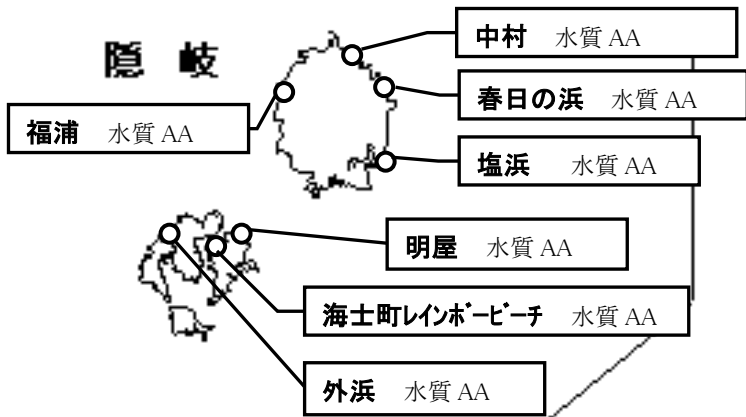 隠 岐
中村 水質 AA
春日の浜 水質 AA
福浦 水質 AA
塩浜 水質 AA
明屋 水質 AA
海士町ﾚｲﾝﾎﾞｰﾋﾞｰﾁ 水質 AA
外浜 水質 AA